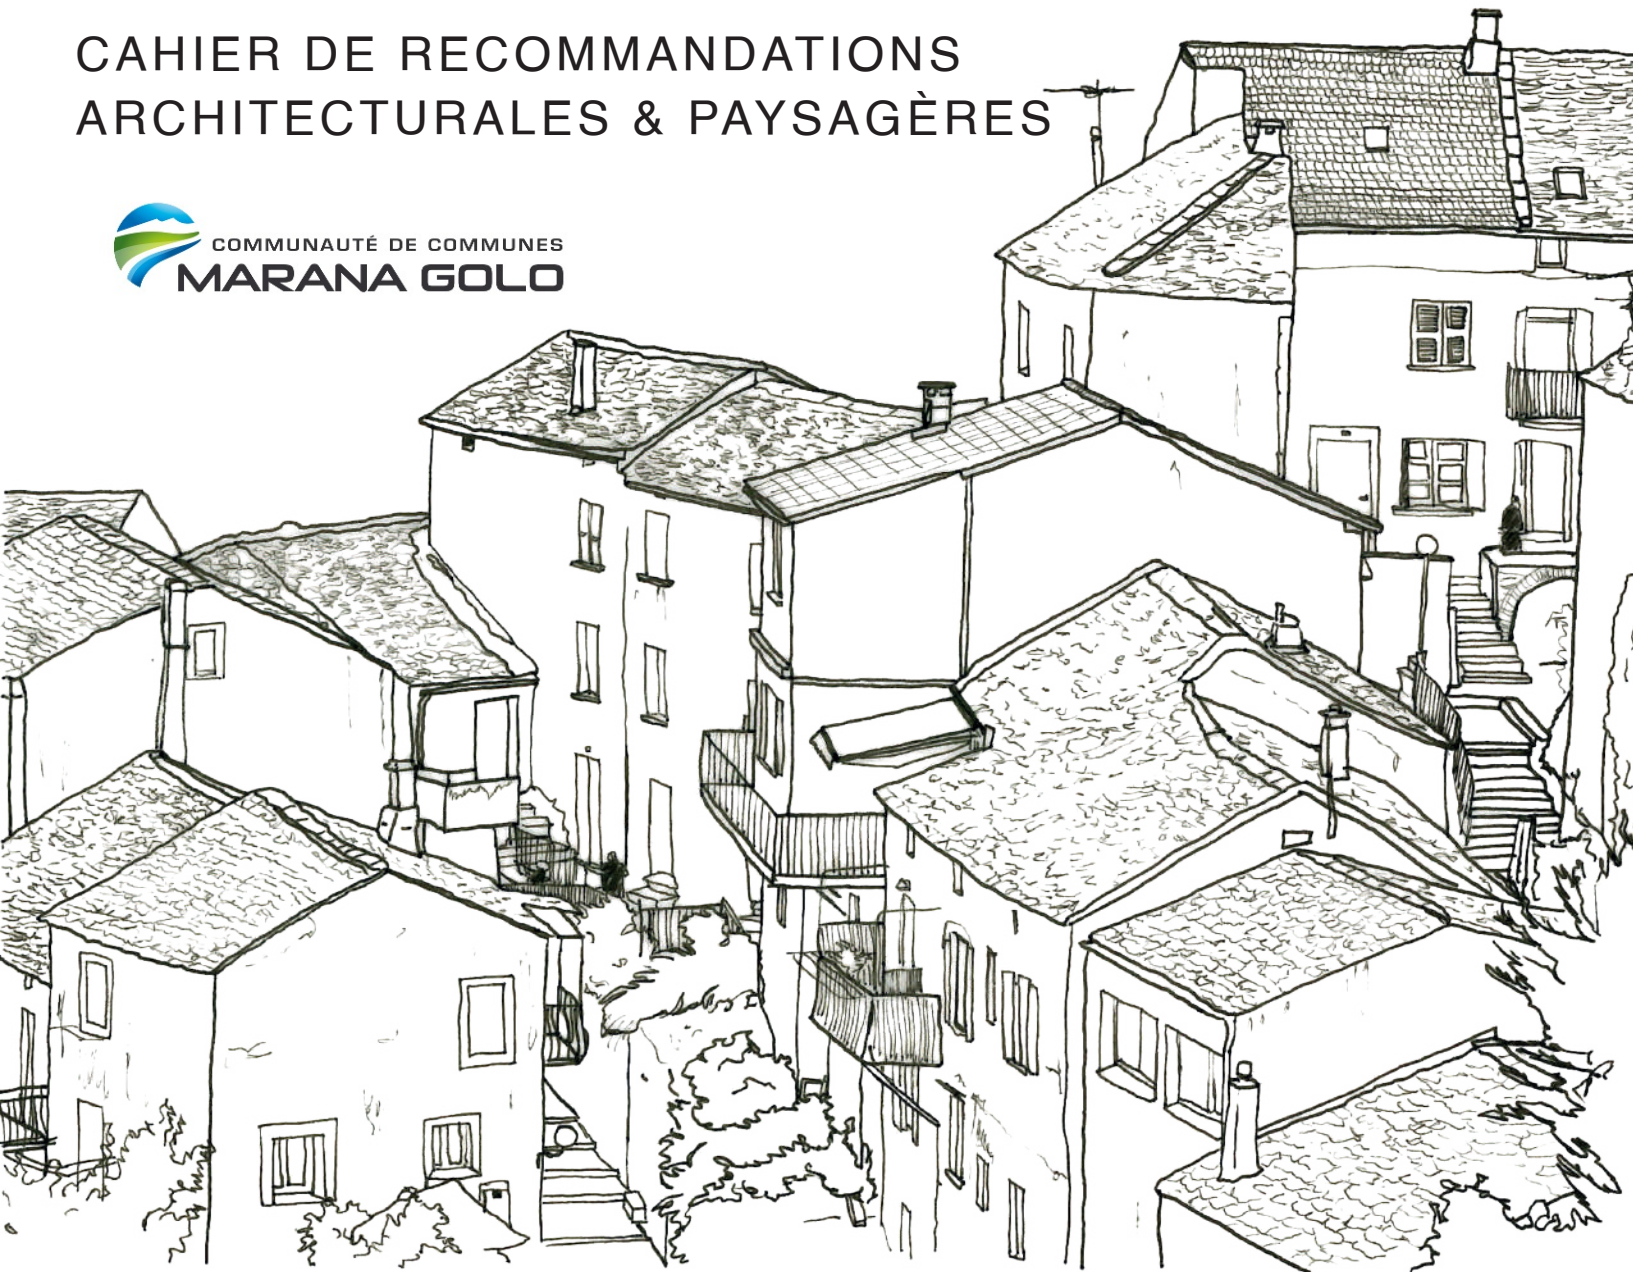 CAHIER DE RECOMMANDATIONS
ARCHITECTURALES & PAYSAGÈRES
COMMUNAUTÉ DE COMMUNES
MARANA GOLO